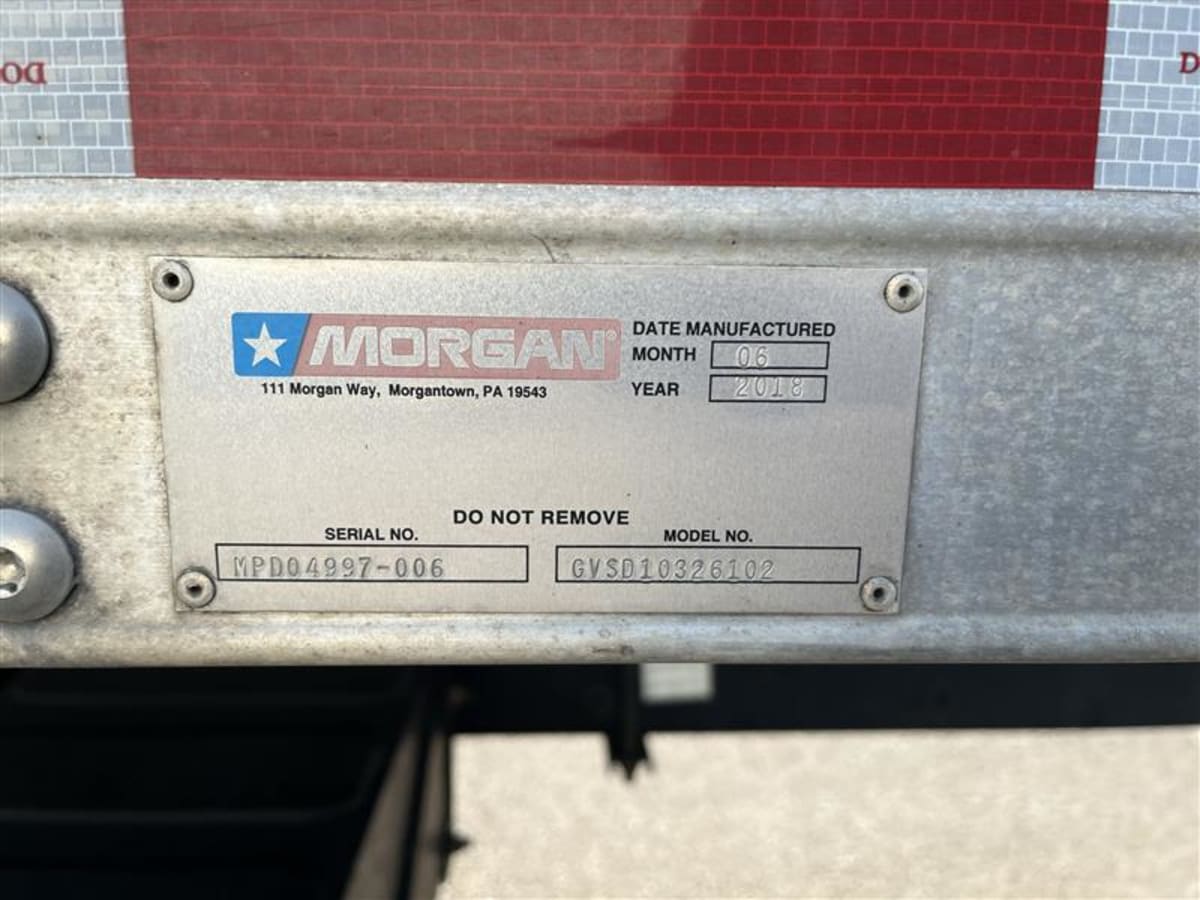 DO
D
MORGAN®
111 Morgan Way, Morgantown, PA 19543
DATE MANUFACTURED
MONTH 06
YEAR 2018
DO NOT REMOVE
SERIAL NO. MODEL NO.
MPD04997-006 GVSD10326102